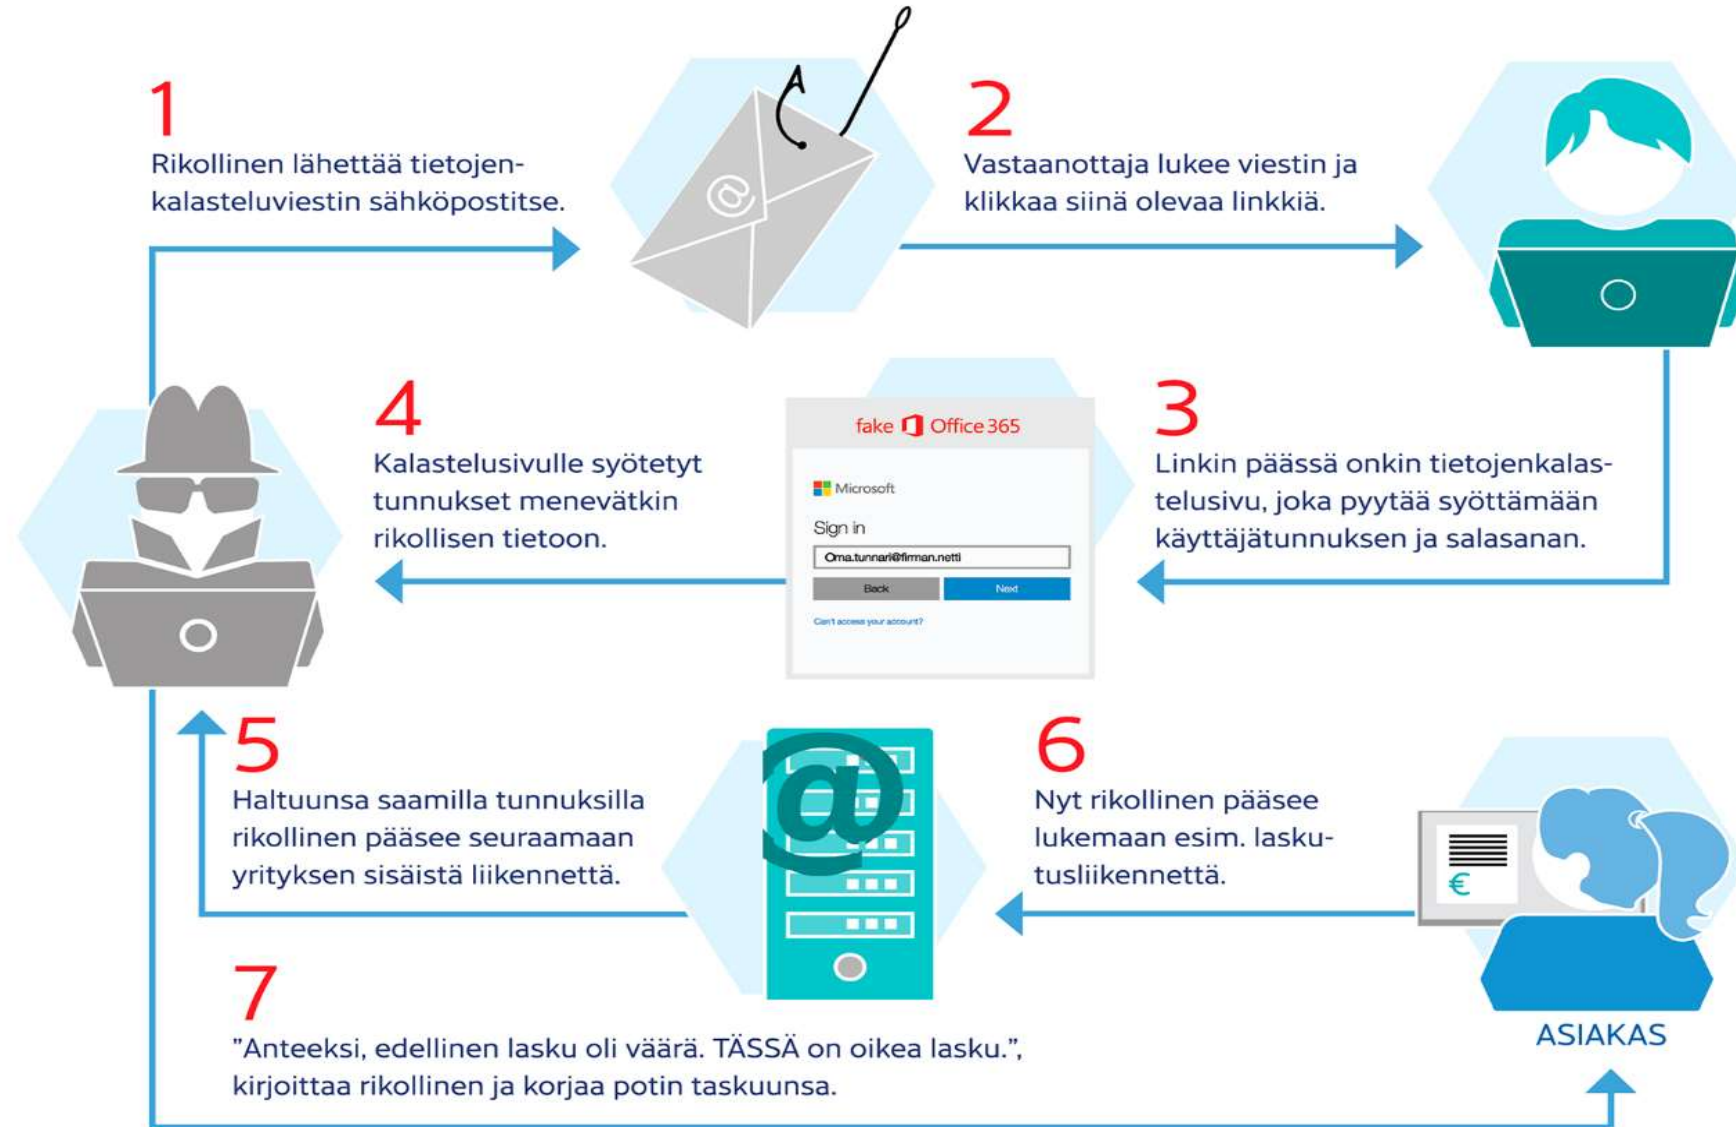 1
Rikollinen lähettää tietojen-
kalasteluviestin sähköpostitse.
@
2
Vastaanottaja lukee viestin ja
klikkaa siinä olevaa linkkiä.
3
Linkin päässä onkin tietojenkalas-
telusivu, joka pyytää syöttämään
käyttäjätunnuksen ja salasanan.
fake Office 365
Microsoft
Sign in
Oma.tunnari@firman.netti
Back Next
Can't access your account?
4
Kalastelusivulle syötetyt
tunnukset menevätkin
rikollisen tietoon.
5
Haltuunsa saamilla tunnuksilla
rikollinen pääsee seuraamaan
yrityksen sisäistä liikennettä.
@
6
Nyt rikollinen pääsee
lukemaan esim. lasku-
tusliikennettä.
€
ASIAKAS
7
”Anteeksi, edellinen lasku oli väärä. TÄSSÄ on oikea lasku.”,
kirjoittaa rikollinen ja korjaa potin taskuunsa.